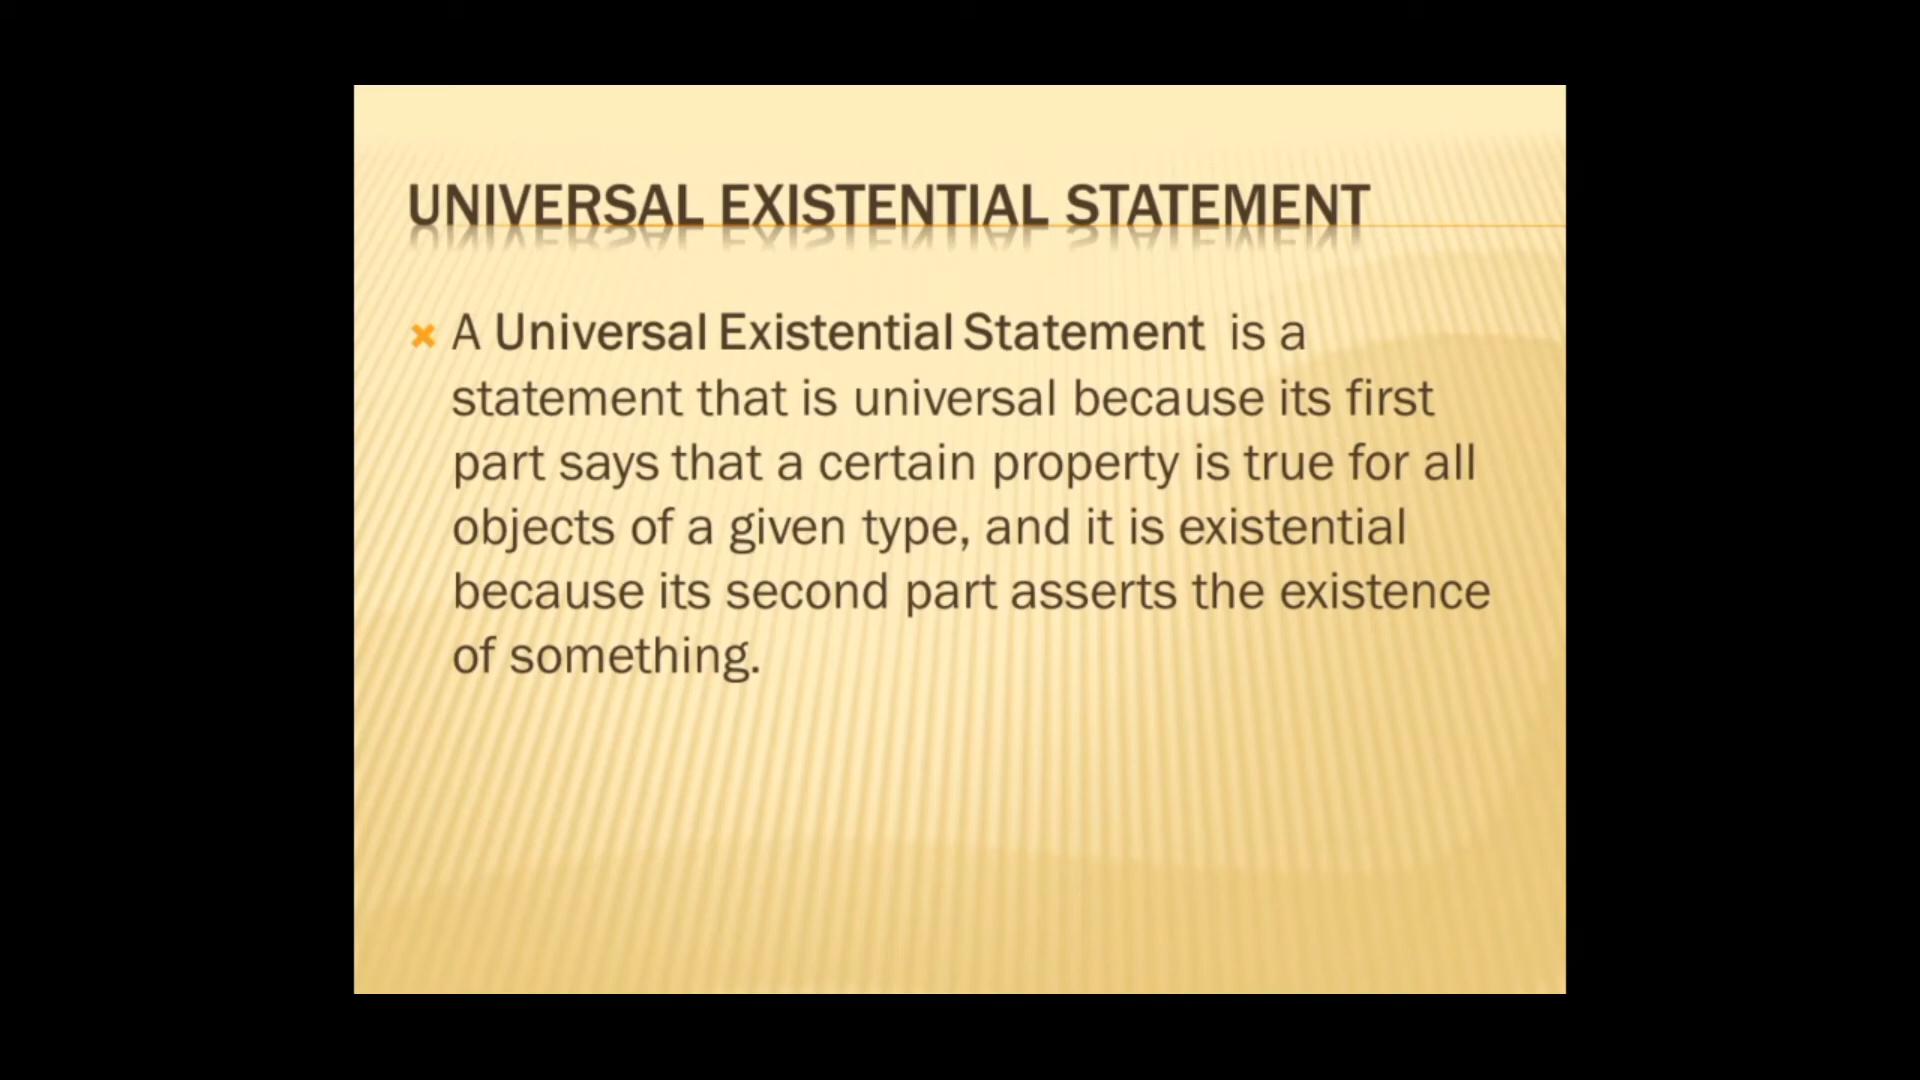 UNIVERSAL EXISTENTIAL STATEMENT
A Universal Existential Statement is a
statement that is universal because its first
part says that a certain property is true for all
objects of a given type, and it is existential
because its second part asserts the existence
of something.